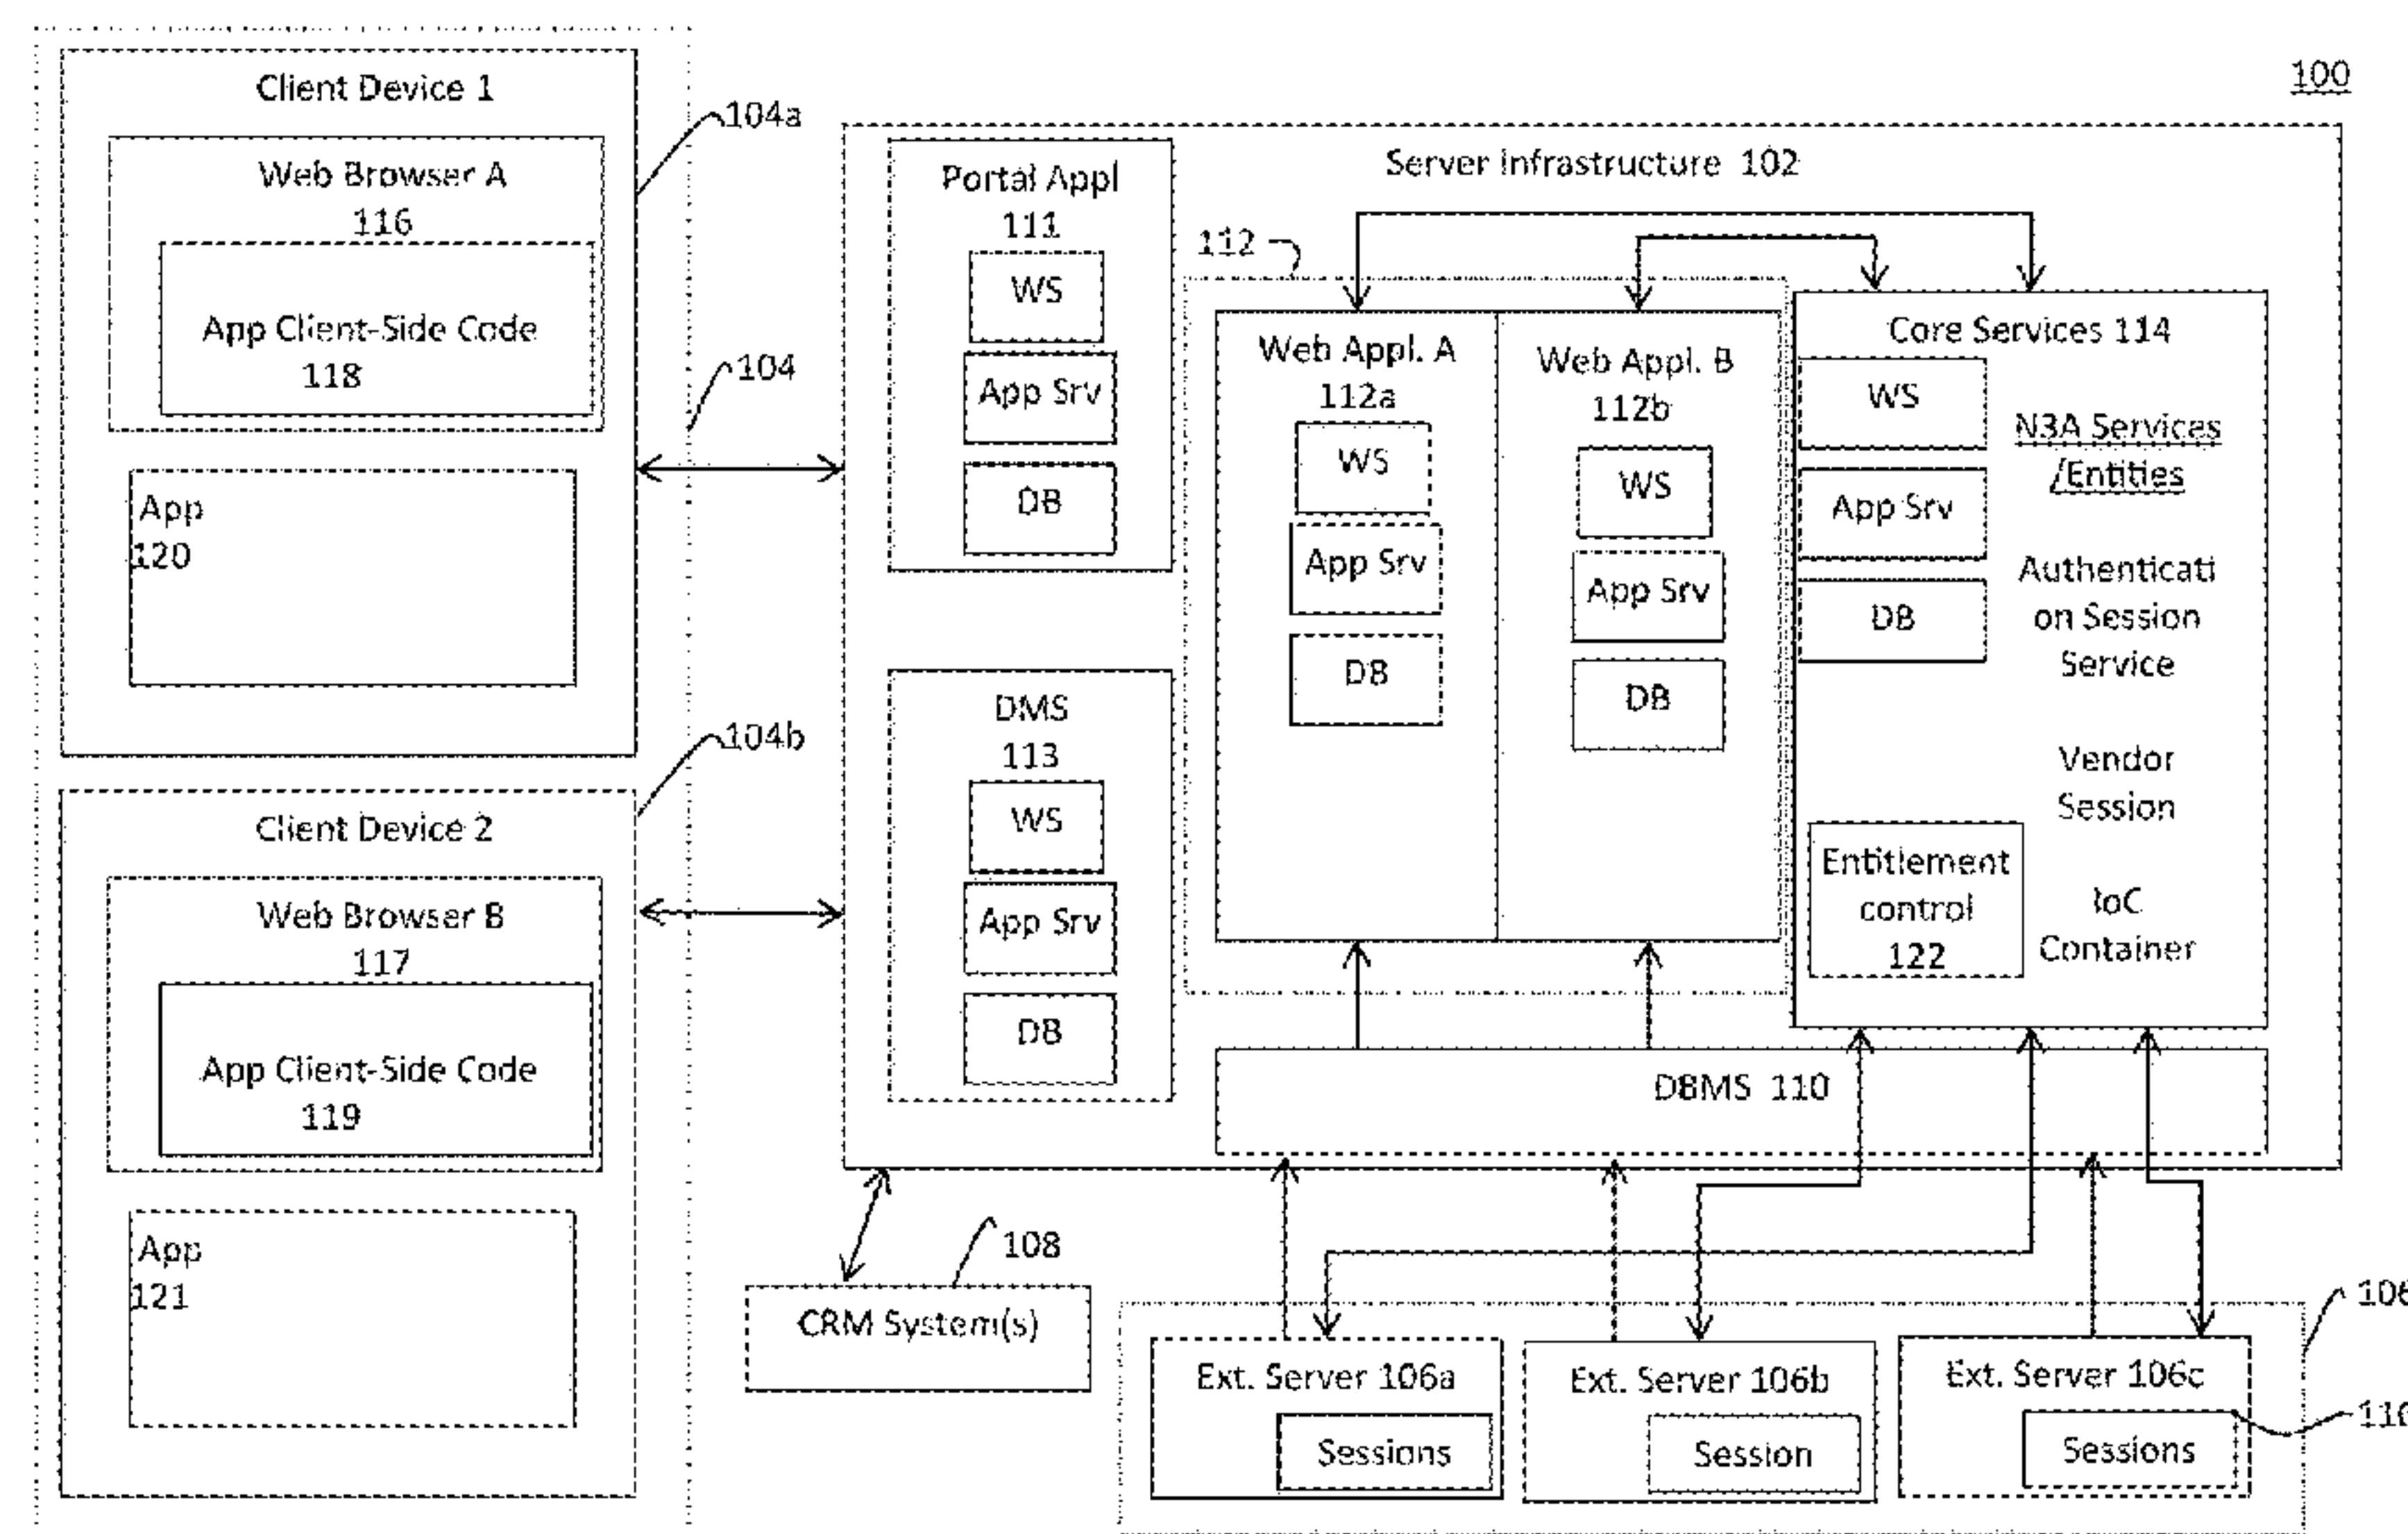 100
Client Device 1
Web Browser A
116
App Client-Side Code
118
App
120
104a
104
Client Device 2
Web Browser B
117
App Client-Side Code
119
App
121
104b
Server Infrastructure 102
Portal Appl
111
WS
App Srv
DB
DMS
113
WS
App Srv
DB
112
Web Appl. A
112a
WS
App Srv
DB
Web Appl. B
112b
WS
App Srv
DB
Core Services 114
WS
App Srv
DB
N3A Services
/Entities
Authenticati
on Session
Service
Vendor
Session
IoC
Container
Entitlement
control
122
DBMS 110
108
CRM System(s)
106
Ext. Server 106a
Sessions
Ext. Server 106b
Session
Ext. Server 106c
Sessions